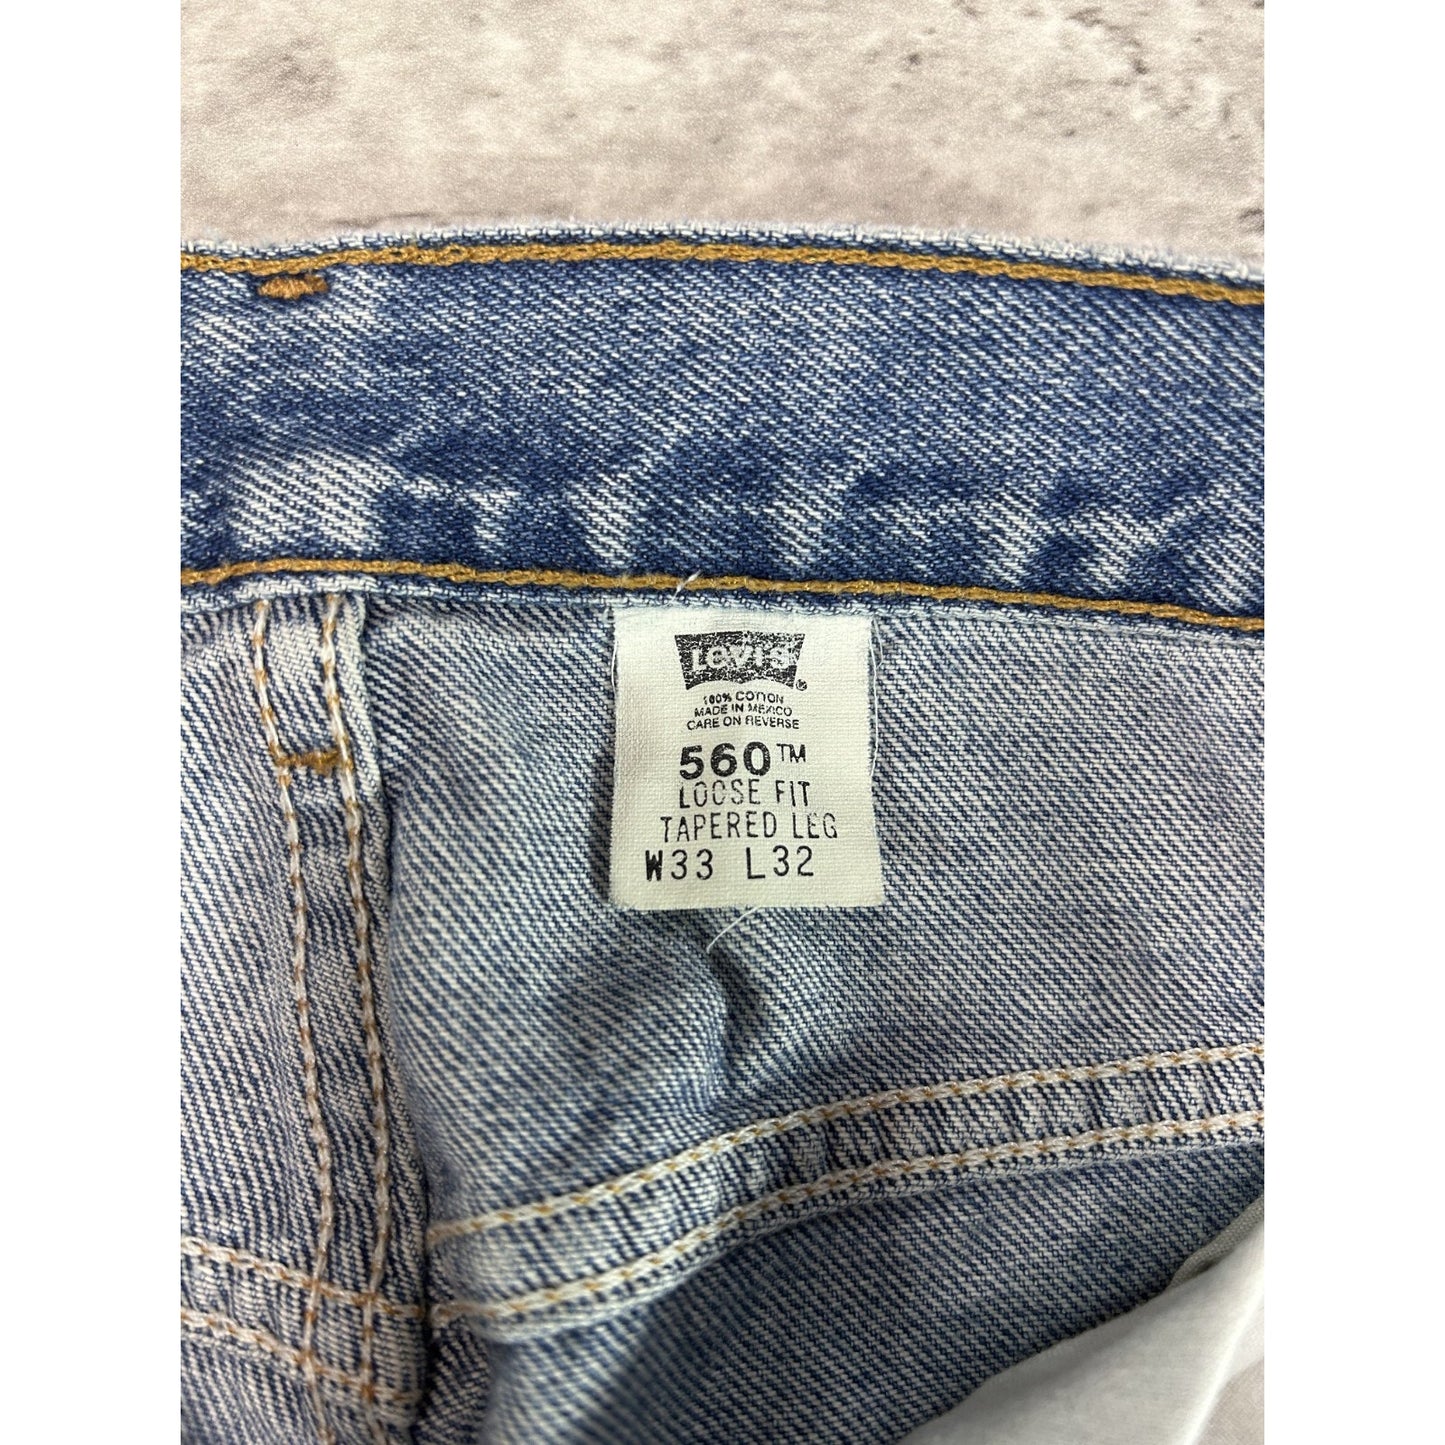 Levi's ®
100% COTTON
MADE IN MEXICO
CARE ON REVERSE
560™
LOOSE FIT
TAPERED LEG
W33 L32